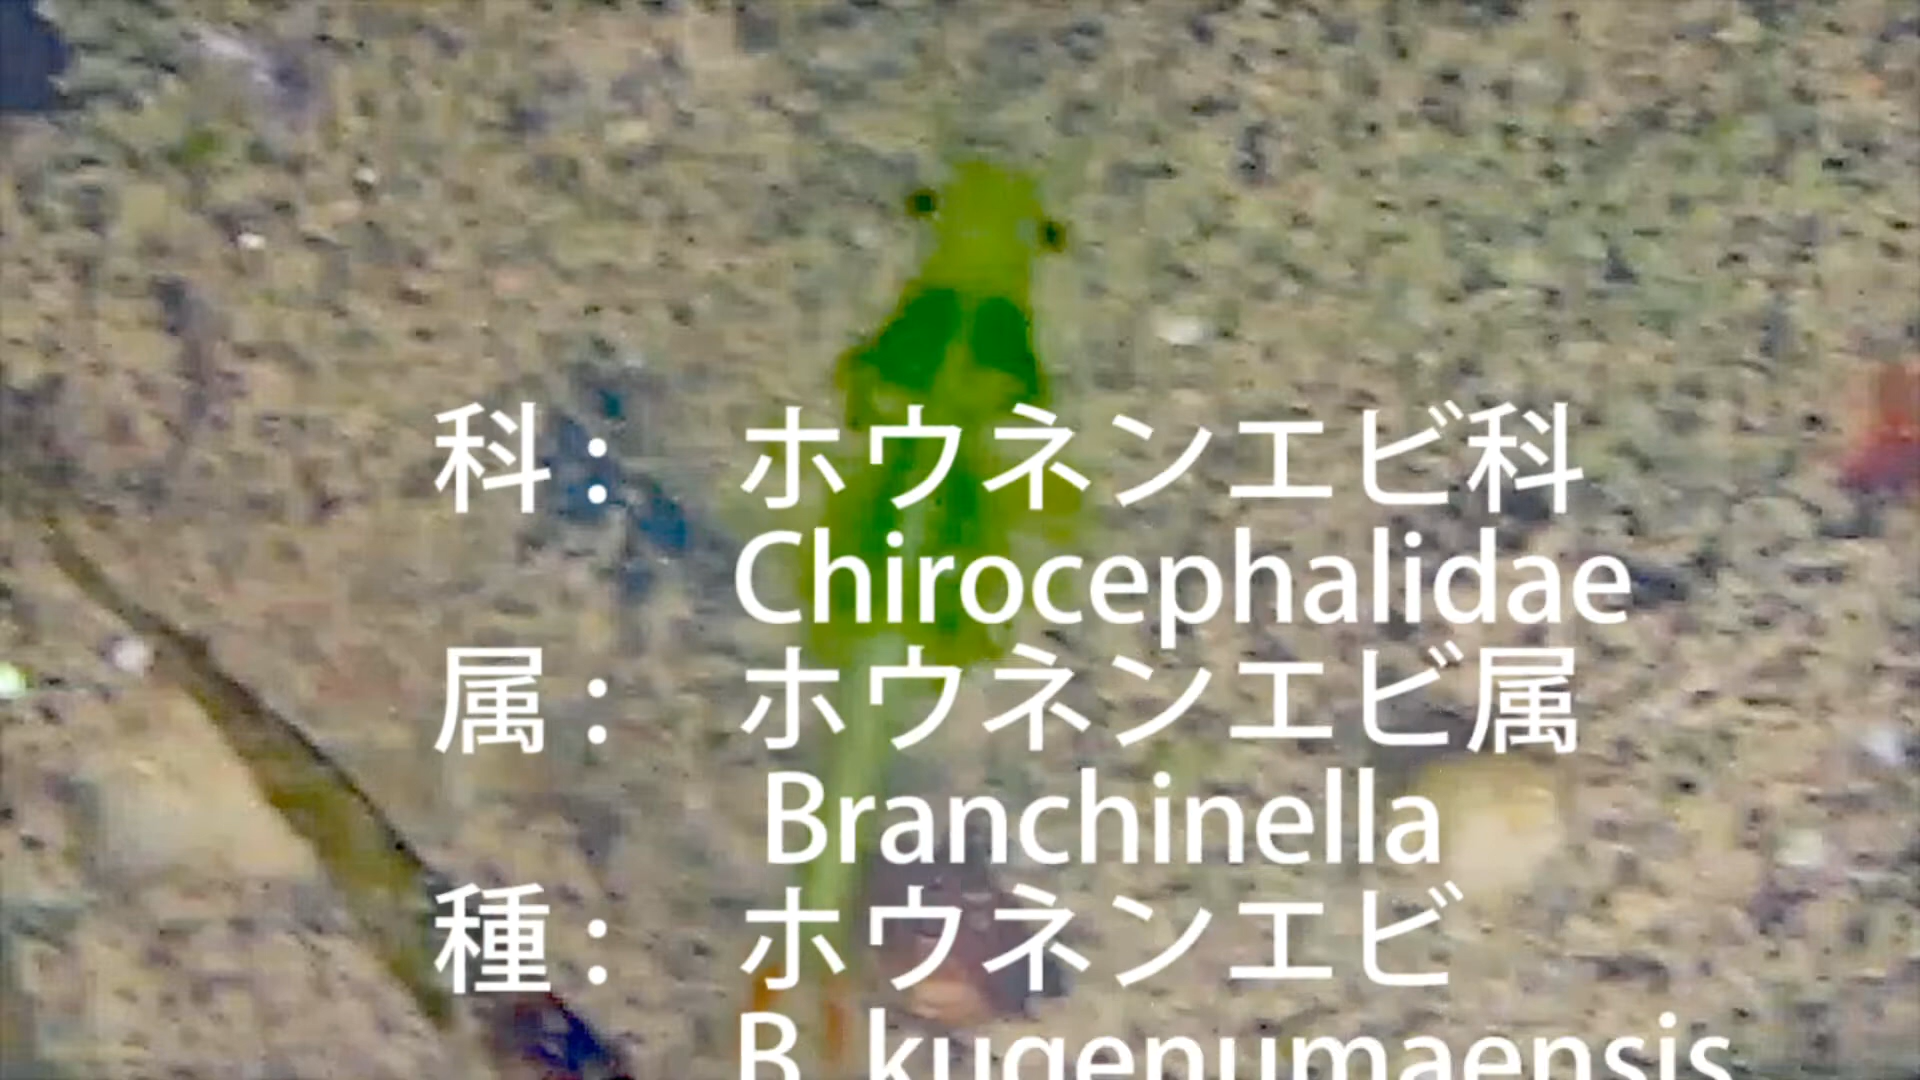 科： ホウネンエビ科
Chirocephalidae
属： ホウネンエビ属
Branchinella
種： ホウネンエビ
B. kugenumaensis